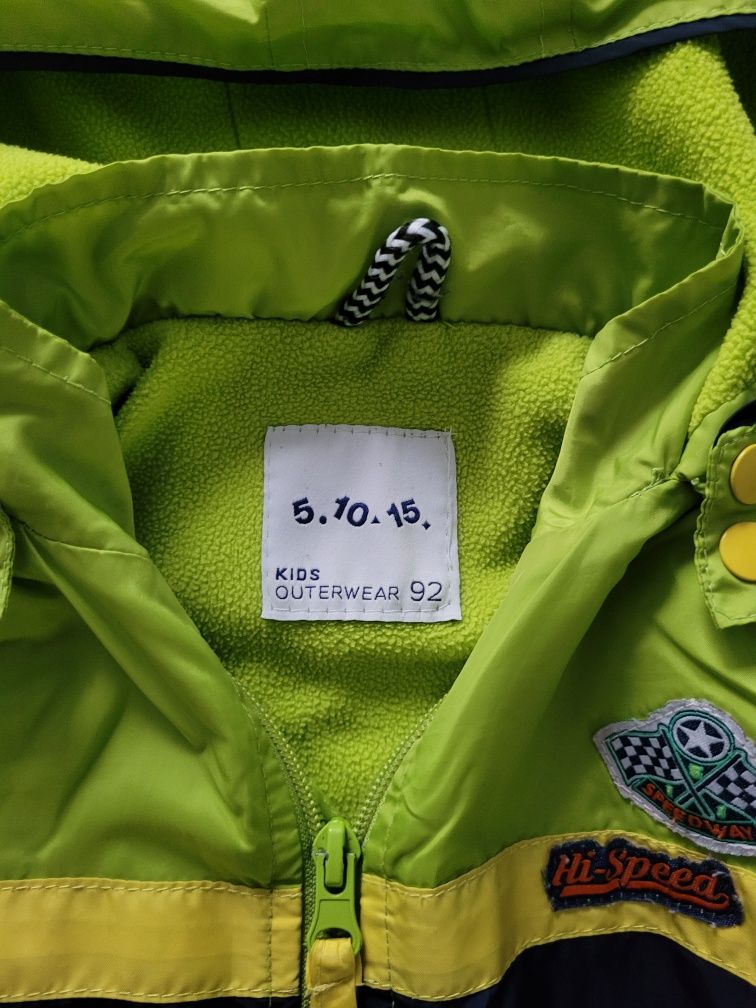 5.10.15.
KIDS
OUTERWEAR 92
SPEEDWAY
Hi-Speed